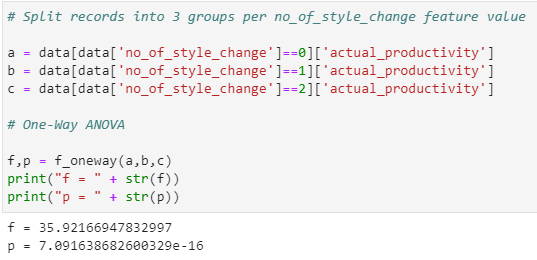 # Split records into 3 groups per no_of_style_change feature value
a = data[data['no_of_style_change']==0]['actual_productivity']
b = data[data['no_of_style_change']==1]['actual_productivity']
c = data[data['no_of_style_change']==2]['actual_productivity']
# One-Way ANOVA
f,p = f_oneway(a,b,c)
print("f = " + str(f))
print("p = " + str(p))
f = 35.92166947832997
p = 7.091638682600329e-16